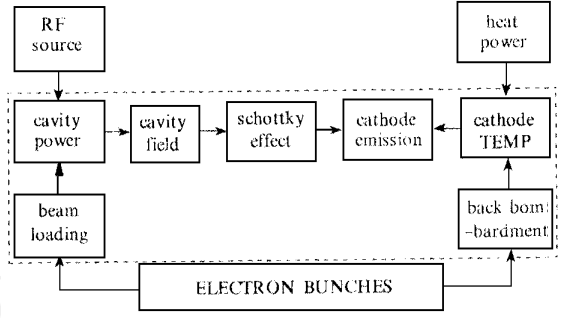 RF
source
heat
power
cavity
power
cavity
field
schottky
effect
cathode
emission
cathode
TEMP
beam
loading
back bom
-bardment
ELECTRON BUNCHES